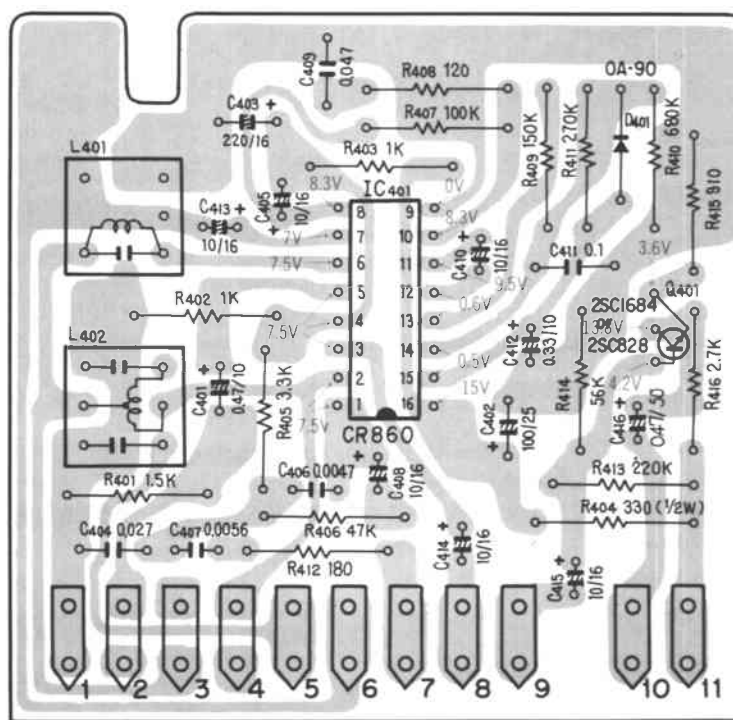 C409
0.047
R408 120
OA-90
C403 +
220/16
R407 100K
R409 150K
R411 270K
D401
R410 680K
L401
R403 1K
C405
10/16
+
8.3V
IC401
0V
R415 910
C413 +
10/16
8
9
8.3V
7V
7
10
C410
10/16
C411 0.1
3.6V
7.5V
6
11
9.5V
5
12
Q401
R402 1K
0.6V
2SC1684
or
2SC828
13.8V
7.5V
4
13
L402
C412
0.33/10
3
14
0.5V
C401
0.47/10
R405 3.3K
2
15
15V
R414
56K
4.2V
R416 2.7K
7.5V
1
16
C402
100/25
+
C416
0.47/50
CR860
R401 1.5K
C406 0.0047
C408
10/16
R413 220K
R404 330 (1/2W)
C404 0.027
C407 0.0056
R406 47K
R412 180
C414
10/16
C415
10/16
1
2
3
4
5
6
7
8
9
10
11